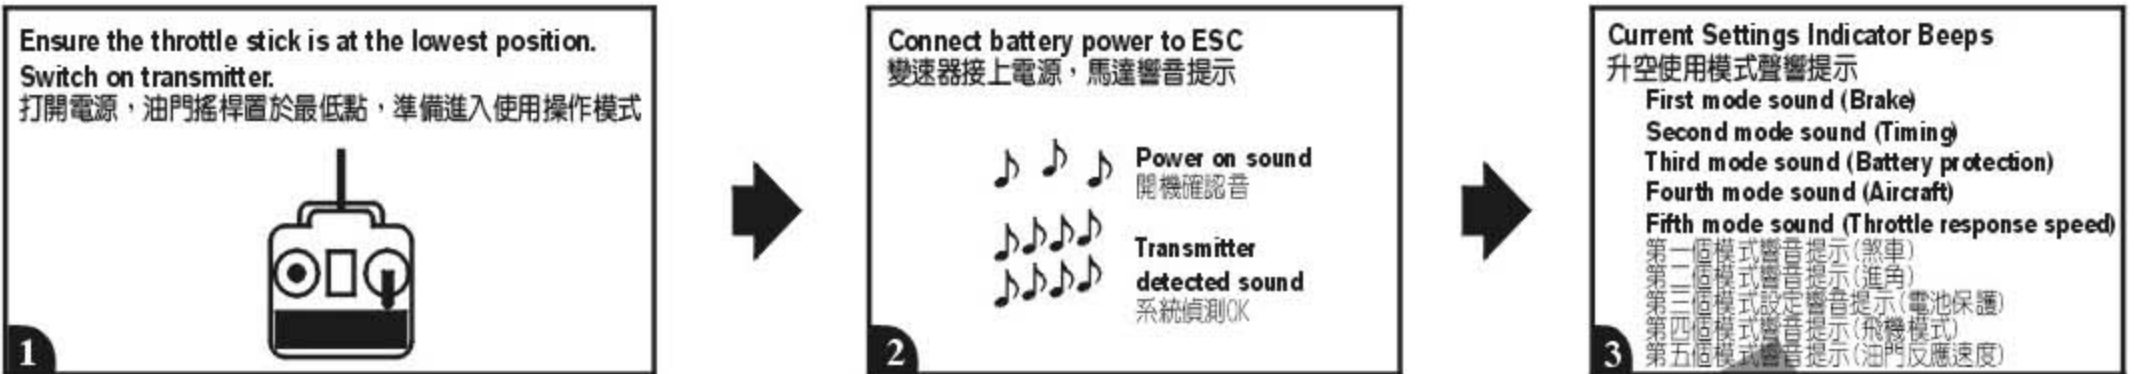 Ensure the throttle stick is at the lowest position.
Switch on transmitter.
打開電源，油門搖桿置於最低點，準備進入使用操作模式
1
Connect battery power to ESC
變速器接上電源，馬達響音提示
Power on sound
開機確認音
Transmitter
detected sound
系統偵測OK
2
Current Settings Indicator Beeps
升空使用模式聲響提示
First mode sound (Brake)
Second mode sound (Timing)
Third mode sound (Battery protection)
Fourth mode sound (Aircraft)
Fifth mode sound (Throttle response speed)
第一個模式響音提示(煞車)
第二個模式響音提示(進角)
第三個模式設定響音提示(電池保護)
第四個模式響音提示(飛機模式)
第五個模式響音提示(油門反應速度)
3